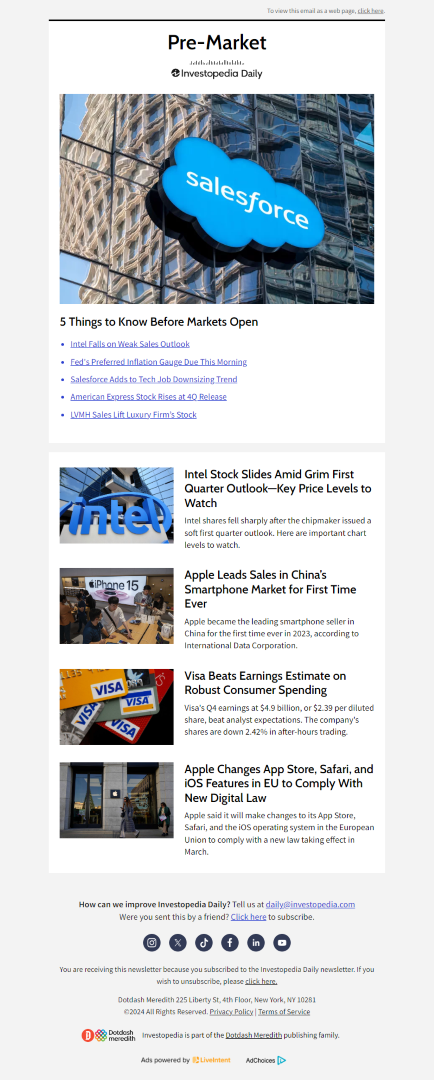 To view this email as a web page, click here.
Pre-Market
Investopedia Daily
salesforce
5 Things to Know Before Markets Open
Intel Falls on Weak Sales Outlook
Fed's Preferred Inflation Gauge Due This Morning
Salesforce Adds to Tech Job Downsizing Trend
American Express Stock Rises at 4Q Release
LVMH Sales Lift Luxury Firm's Stock
intel
Intel Stock Slides Amid Grim First
Quarter Outlook—Key Price Levels to
Watch
Intel shares fell sharply after the chipmaker issued a
soft first quarter outlook. Here are important chart
levels to watch.
iPhone 15
Apple Leads Sales in China's
Smartphone Market for First Time
Ever
Apple became the leading smartphone seller in
China for the first time ever in 2023, according to
International Data Corporation.
VISA
VISA
VISA
Visa Beats Earnings Estimate on
Robust Consumer Spending
Visa's Q4 earnings at $4.9 billion, or $2.39 per diluted
share, beat analyst expectations. The company's
shares are down 2.42% in after-hours trading.
Apple Changes App Store, Safari, and
iOS Features in EU to Comply With
New Digital Law
Apple said it will make changes to its App Store,
Safari, and the iOS operating system in the European
Union to comply with a new law taking effect in
March.
How can we improve Investopedia Daily? Tell us at daily@investopedia.com
Were you sent this by a friend? Click here to subscribe.
You are receiving this newsletter because you subscribed to the Investopedia Daily newsletter. If you
wish to unsubscribe, please click here.
Dotdash Meredith 225 Liberty St, 4th Floor, New York, NY 10281
©2024 All Rights Reserved. Privacy Policy | Terms of Service
Dotdash
meredith
Investopedia is part of the Dotdash Meredith publishing family.
Ads powered by LiveIntent
AdChoices